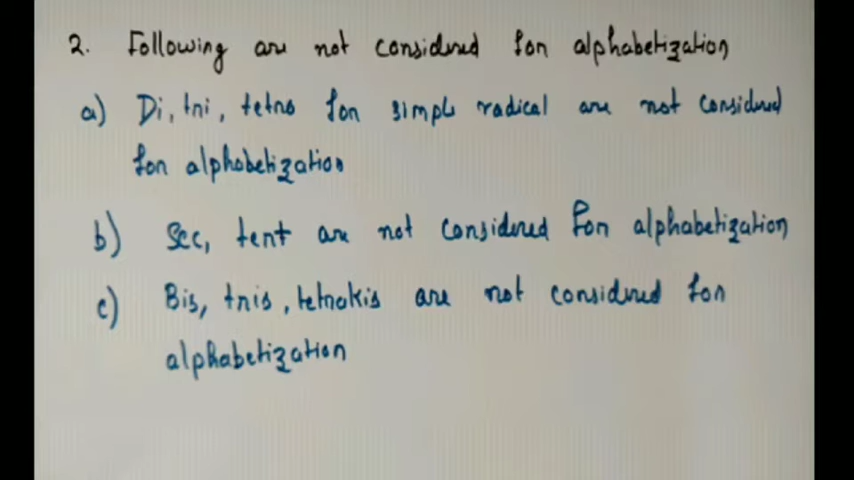 2. Following are not considered for alphabetization
a) Di, tri, tetra for simple radical are not considered
for alphabetization
b) Sec, tert are not considered for alphabetization
c) Bis, tris, tetrakis are not considered for
alphabetization